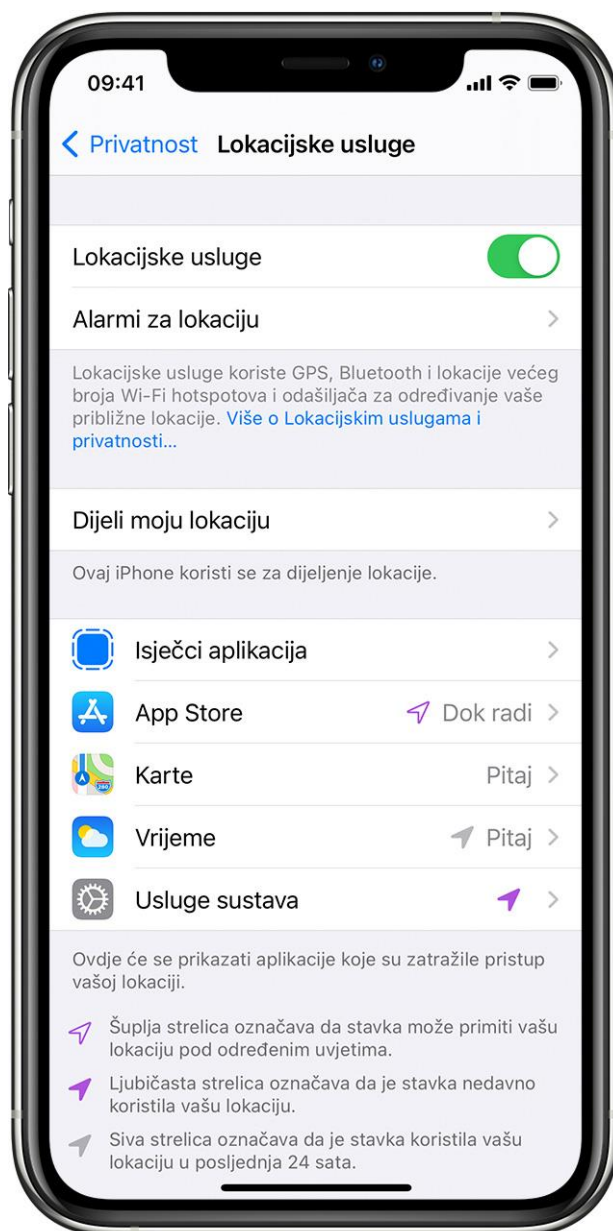 09:41
Privatnost Lokacijske usluge
Lokacijske usluge
Alarmi za lokaciju
Lokacijske usluge koriste GPS, Bluetooth i lokacije većeg
broja Wi-Fi hotspotova i odašiljača za određivanje vaše
približne lokacije. Više o Lokacijskim uslugama i
privatnosti...
Dijeli moju lokaciju
Ovaj iPhone koristi se za dijeljenje lokacije.
Isječci aplikacija
App Store Dok radi
Karte Pitaj
Vrijeme Pitaj
Usluge sustava
Ovdje će se prikazati aplikacije koje su zatražile pristup
vašoj lokaciji.
Šuplja strelica označava da stavka može primiti vašu
lokaciju pod određenim uvjetima.
Ljubičasta strelica označava da je stavka nedavno
koristila vašu lokaciju.
Siva strelica označava da je stavka koristila vašu
lokaciju u posljednja 24 sata.